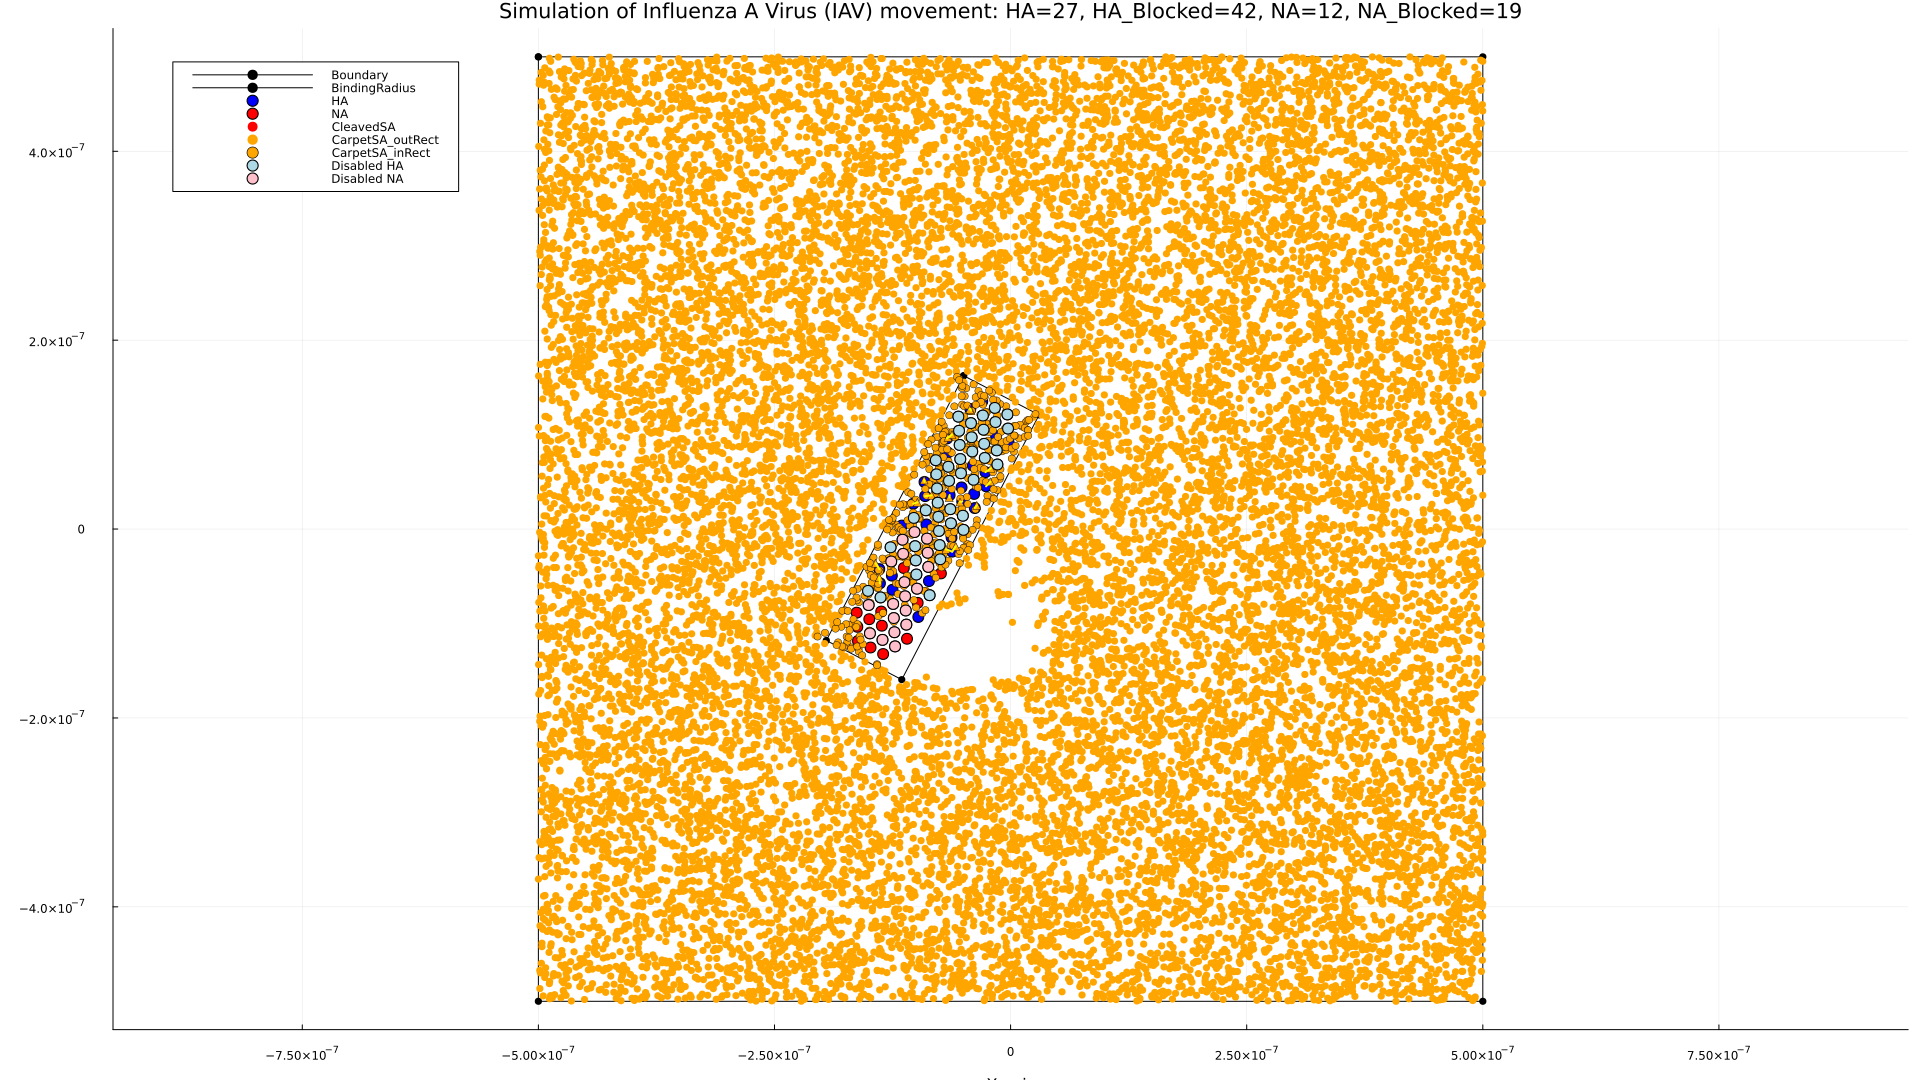 Simulation of Influenza A Virus (IAV) movement: HA=27, HA_Blocked=42, NA=12, NA_Blocked=19
Boundary
BindingRadius
HA
NA
CleavedSA
CarpetSA_outRect
CarpetSA_inRect
Disabled HA
Disabled NA
4.0×10⁻⁷
2.0×10⁻⁷
0
−2.0×10⁻⁷
−4.0×10⁻⁷
−7.50×10⁻⁷
−5.00×10⁻⁷
−2.50×10⁻⁷
0
2.50×10⁻⁷
5.00×10⁻⁷
7.50×10⁻⁷